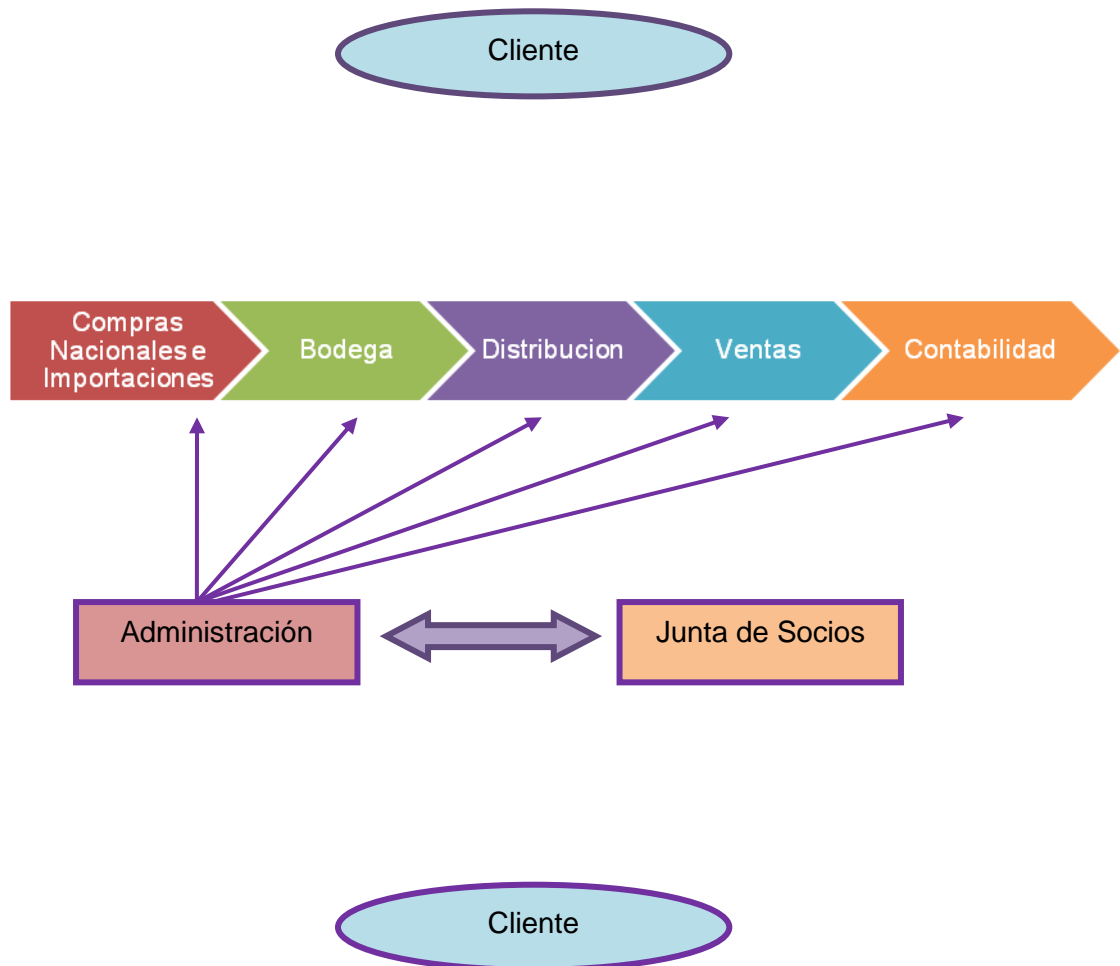 Cliente
Compras
Nacionales e
Importaciones
Bodega
Distribucion
Ventas
Contabilidad
Administración
Junta de Socios
Cliente